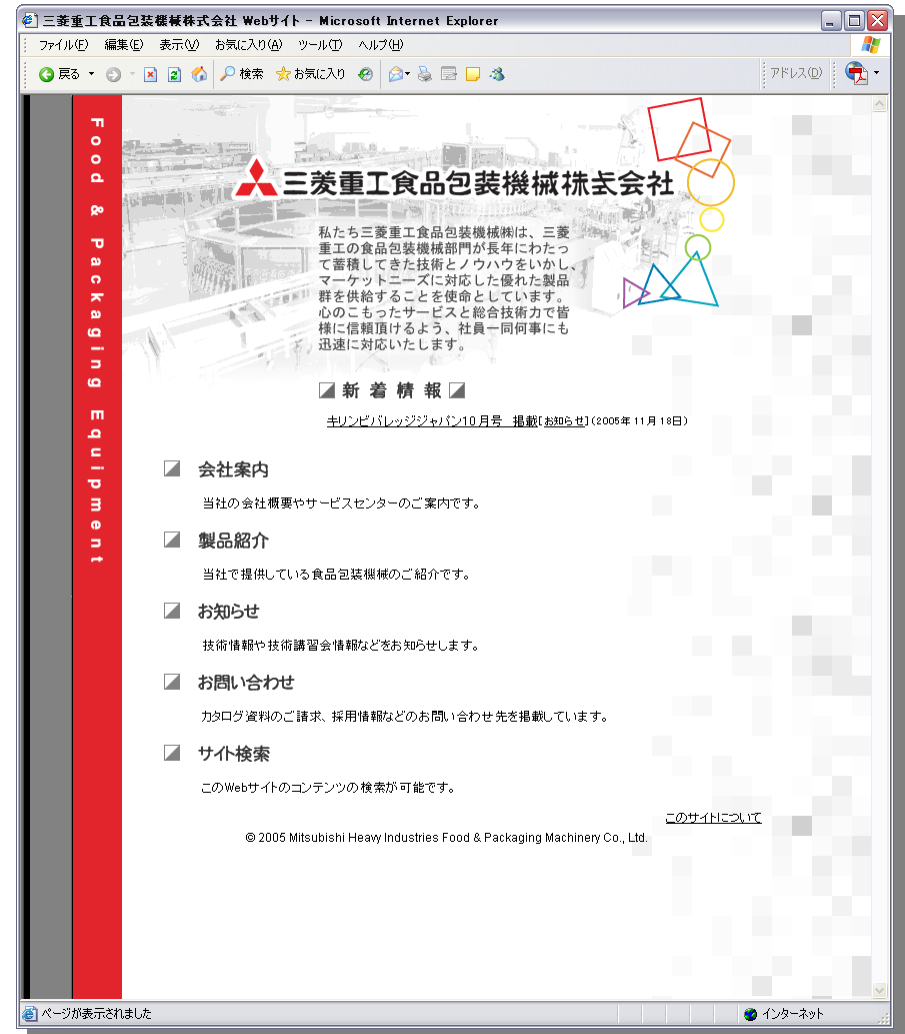 三菱重工食品包装機械株式会社 Webサイト - Microsoft Internet Explorer
ファイル(F) 編集(E) 表示(V) お気に入り(A) ツール(T) ヘルプ(H)
戻る 検索 お気に入り アドレス(D)
Food & Packaging Equipment
三菱重工食品包装機械株式会社
私たち三菱重工食品包装機械㈱は、三菱
重工の食品包装機械部門が長年にわたっ
て蓄積してきた技術とノウハウをいかし、
マーケットニーズに対応した優れた製品
群を供給することを使命としています。
心のこもったサービスと総合技術力で皆
様に信頼頂けるよう、社員一同何事にも
迅速に対応いたします。
新着情報
キリンビバレッジジャパン10月号 掲載[お知らせ](2005年11月18日)
会社案内
当社の会社概要やサービスセンターのご案内です。
製品紹介
当社で提供している食品包装機械のご紹介です。
お知らせ
技術情報や技術講習会情報などをお知らせします。
お問い合わせ
カタログ資料のご請求、採用情報などのお問い合わせ先を掲載しています。
サイト検索
このWebサイトのコンテンツの検索が可能です。
このサイトについて
© 2005 Mitsubishi Heavy Industries Food & Packaging Machinery Co., Ltd.
ページが表示されました インターネット